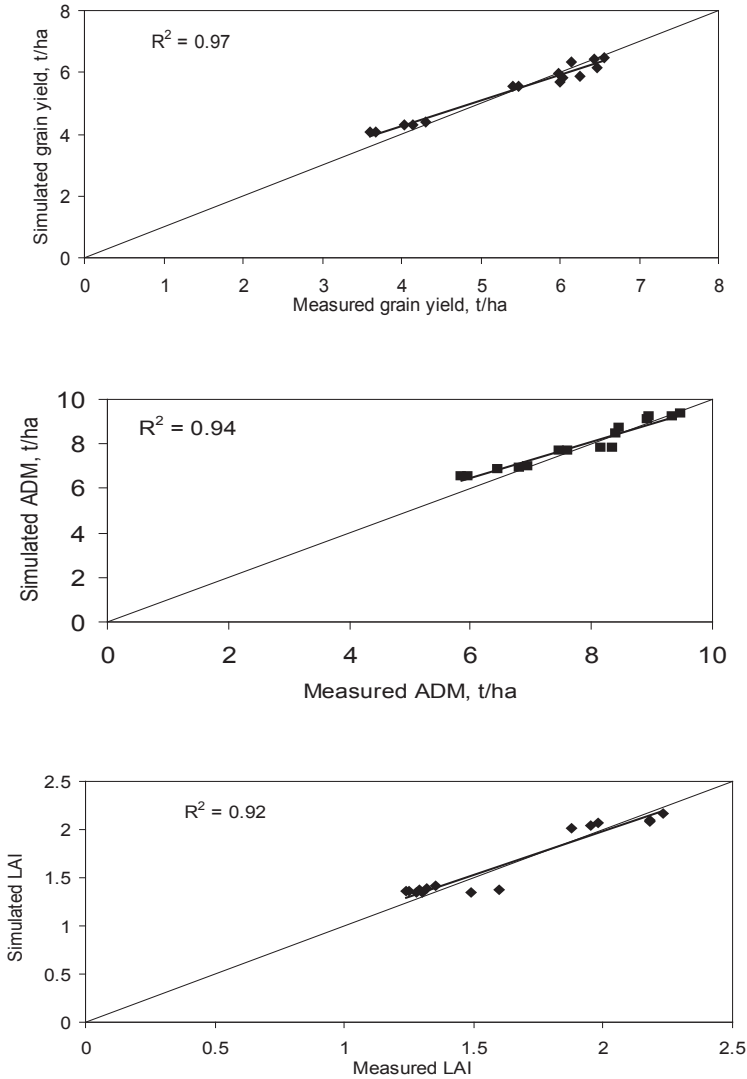 R² = 0.97
Simulated grain yield, t/ha
8
6
4
2
0
0 1 2 3 4 5 6 7 8
Measured grain yield, t/ha
R² = 0.94
Simulated ADM, t/ha
10
8
6
4
2
0
0 2 4 6 8 10
Measured ADM, t/ha
R² = 0.92
Simulated LAI
2.5
2
1.5
1
0.5
0
0 0.5 1 1.5 2 2.5
Measured LAI